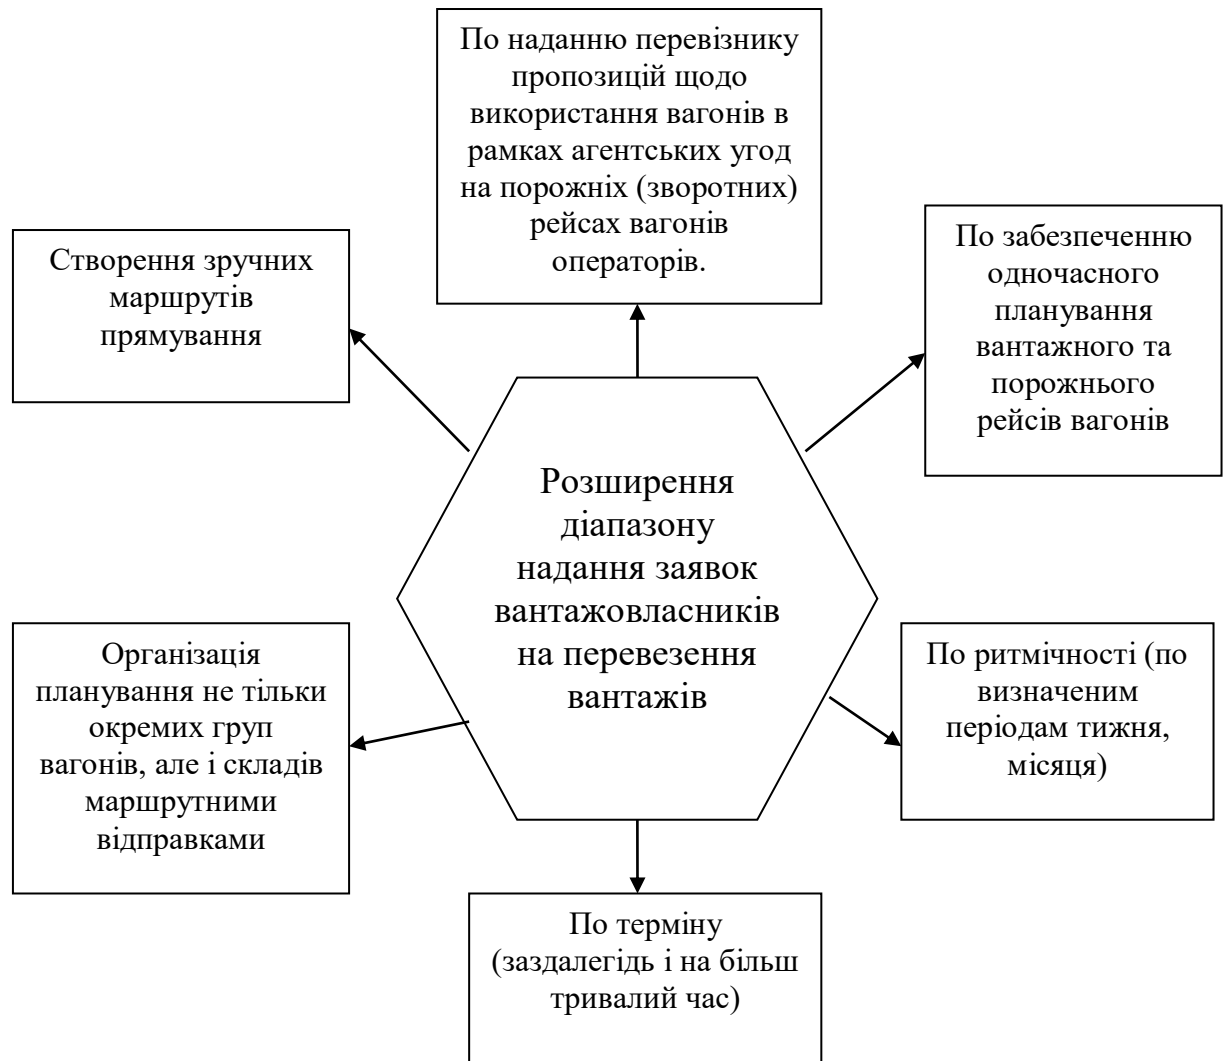 По наданню перевізнику
пропозицій щодо
використання вагонів в
рамках агентських угод
на порожніх (зворотних)
рейсах вагонів
операторів.
По забезпеченню
одночасного
планування
вантажного та
порожнього
рейсів вагонів
Створення зручних
маршрутів
прямування
Розширення
діапазону
надання заявок
вантажовласників
на перевезення
вантажів
Організація
планування не тільки
окремих груп
вагонів, але і складів
маршрутними
відправками
По ритмічності (по
визначеним
періодам тижня,
місяця)
По терміну
(заздалегідь і на більш
тривалий час)